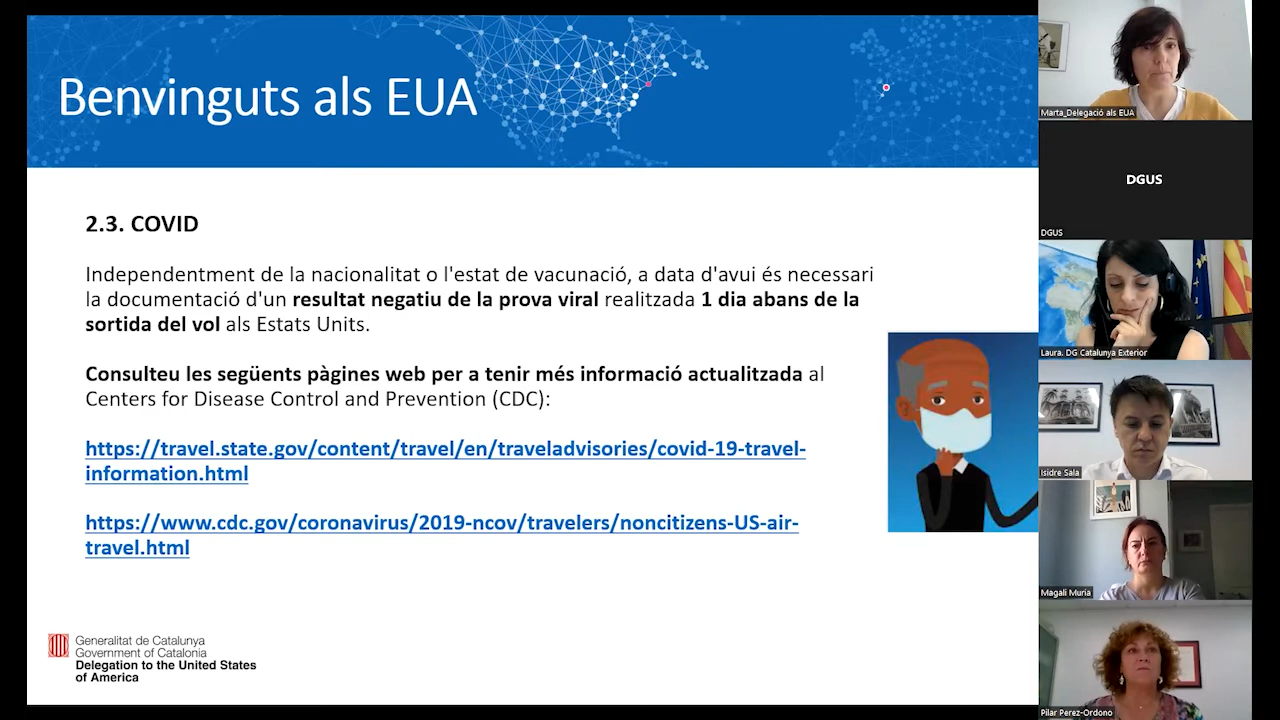 Benvinguts als EUA
2.3. COVID
Independentment de la nacionalitat o l'estat de vacunació, a data d'avui és necessari
la documentació d'un resultat negatiu de la prova viral realitzada 1 dia abans de la
sortida del vol als Estats Units.
Consulteu les següents pàgines web per a tenir més informació actualitzada al
Centers for Disease Control and Prevention (CDC):
https://travel.state.gov/content/travel/en/traveladvisories/covid-19-travel-
information.html
https://www.cdc.gov/coronavirus/2019-ncov/travelers/noncitizens-US-air-
travel.html
Generalitat de Catalunya
Government of Catalonia
Delegation to the United States
of America
Marta_Delegació als EUA
DGUS
DGUS
Laura. DG Catalunya Exterior
Isidre Sala
Magali Muria
Pilar Perez-Ordono